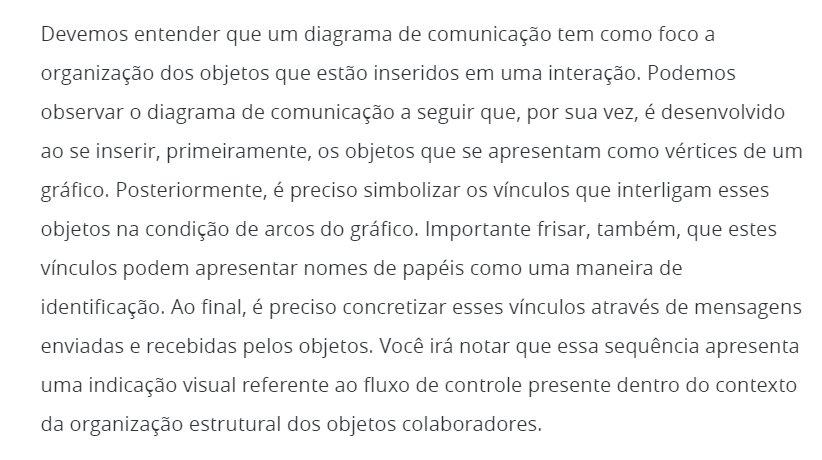 Devemos entender que um diagrama de comunicação tem como foco a
organização dos objetos que estão inseridos em uma interação. Podemos
observar o diagrama de comunicação a seguir que, por sua vez, é desenvolvido
ao se inserir, primeiramente, os objetos que se apresentam como vértices de um
gráfico. Posteriormente, é preciso simbolizar os vínculos que interligam esses
objetos na condição de arcos do gráfico. Importante frisar, também, que estes
vínculos podem apresentar nomes de papéis como uma maneira de
identificação. Ao final, é preciso concretizar esses vínculos através de mensagens
enviadas e recebidas pelos objetos. Você irá notar que essa sequência apresenta
uma indicação visual referente ao fluxo de controle presente dentro do contexto
da organização estrutural dos objetos colaboradores.